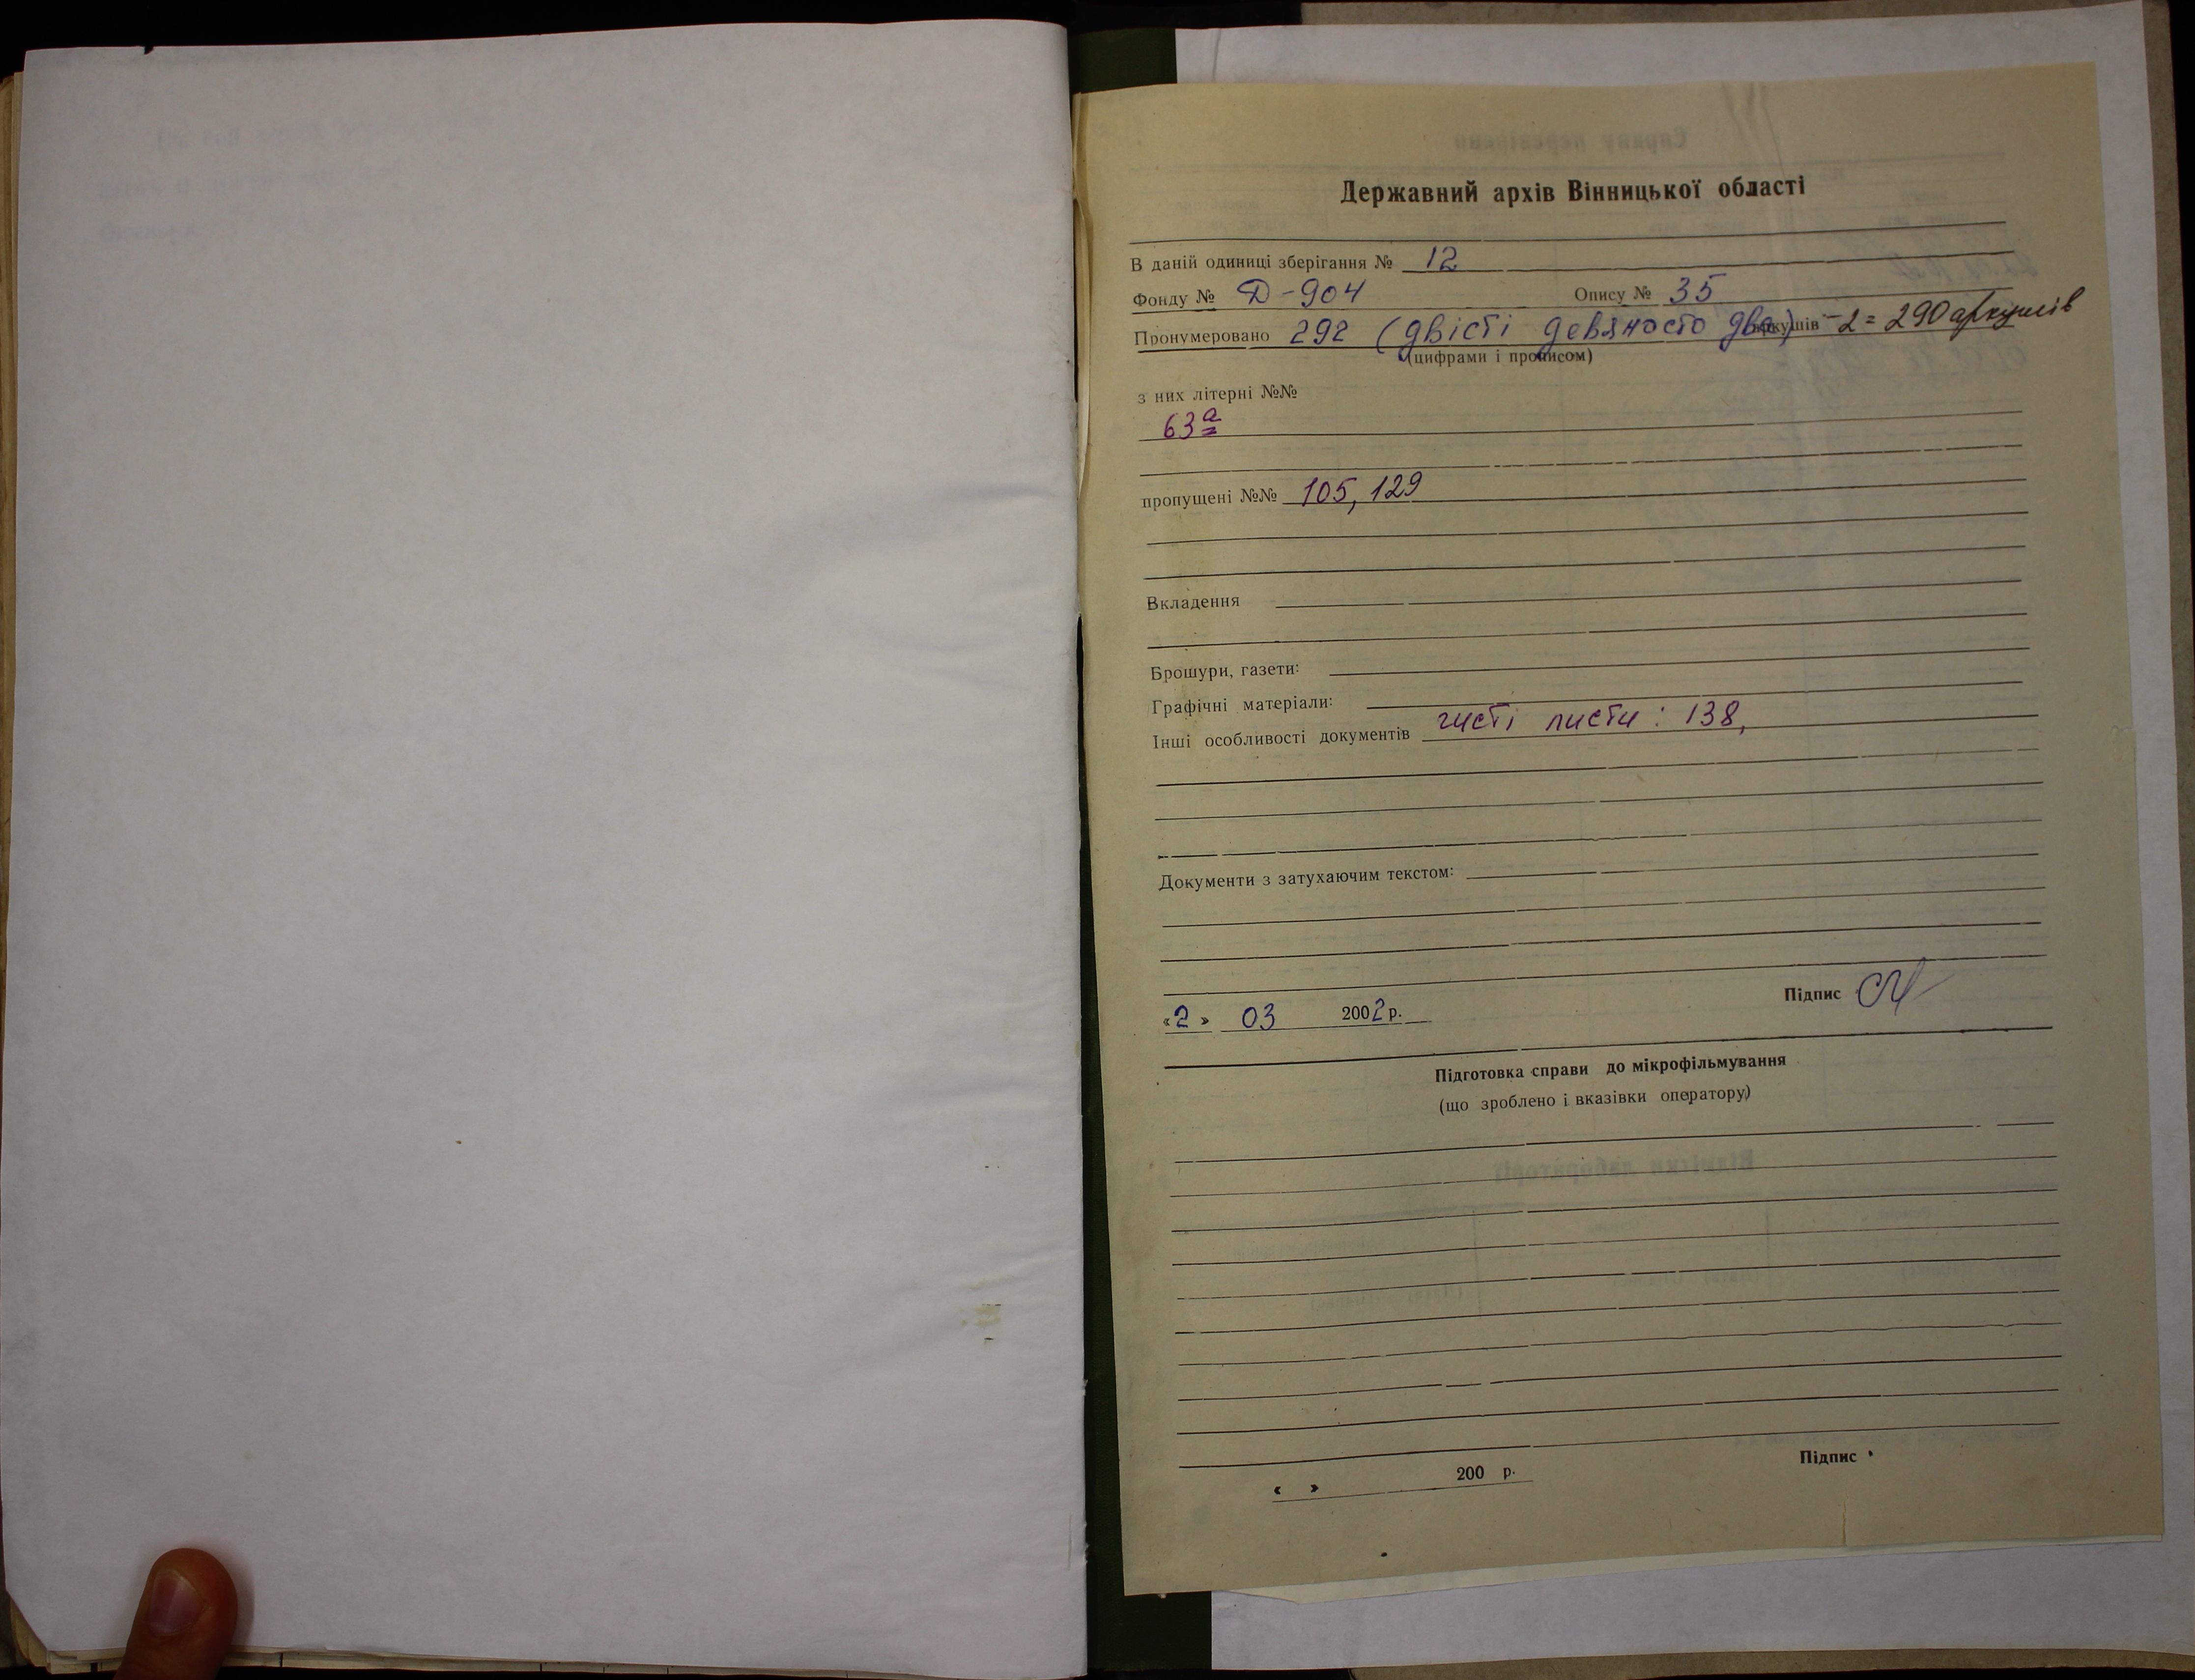 Державний архів Вінницької області
В даній одиниці зберігання № 12
Фонду № Д-904 Опису № 35
Пронумеровано 292 (двісті девяносто два) аркушів -2 = 290 аркушів
(цифрами і прописом)
з них літерні №№
63а
пропущені №№ 105, 129
Вкладення
Брошури, газети:
Графічні матеріали:
Інші особливості документів чисті листи : 138,
Документи з затухаючим текстом:
«2» 03 2002 р. Підпис
Підготовка справи до мікрофільмування
(що зроблено і вказівки оператору)
« » 200 р. Підпис